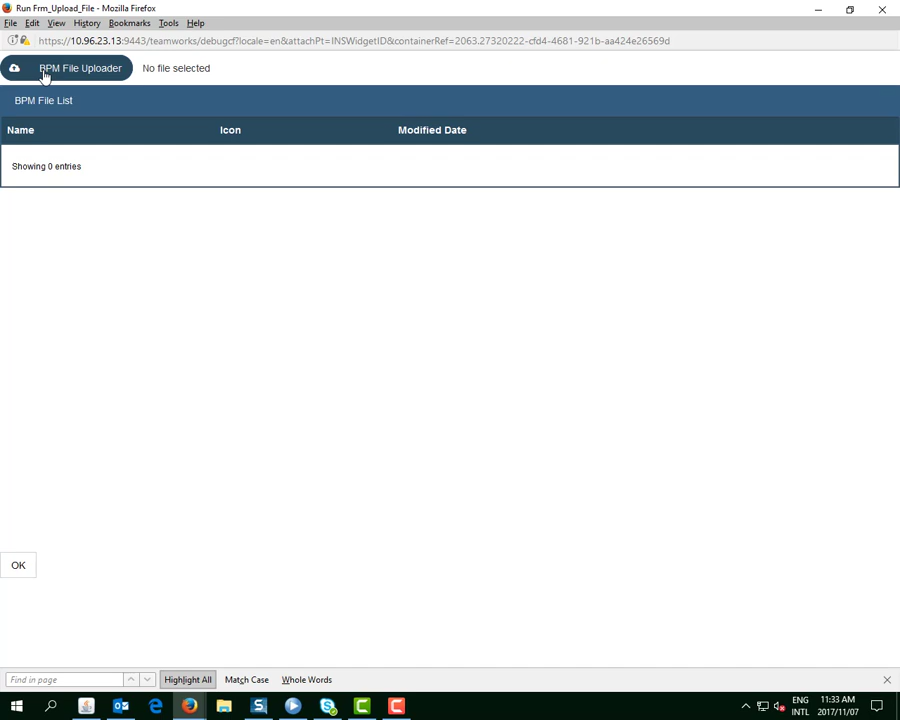 Run Frm_Upload_File - Mozilla Firefox
File Edit View History Bookmarks Tools Help
https://10.96.23.13:9443/teamworks/debugcf?locale=en&attachPt=INSWidgetID&containerRef=2063.27320222-cfd4-4681-921b-aa424e26569d
BPM File Uploader No file selected
BPM File List
Name Icon Modified Date
Showing 0 entries
OK
Find in page Highlight All Match Case Whole Words
ENG 11:33 AM
INTL 2017/11/07